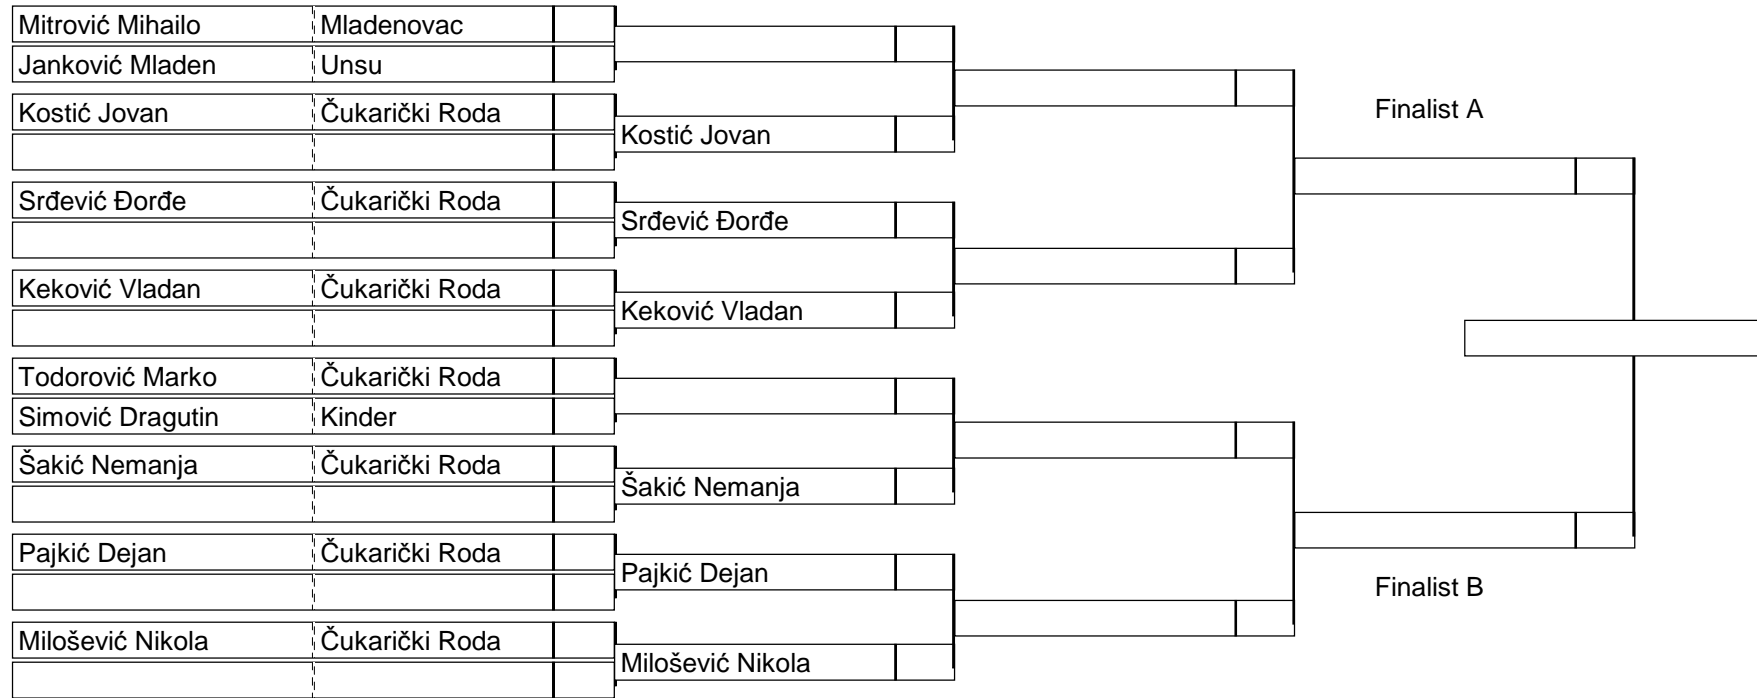 Mitrović Mihailo Mladenovac
Janković Mladen Unsu
Kostić Jovan Čukarički Roda
Kostić Jovan
Finalist A
Srđević Đorđe Čukarički Roda
Srđević Đorđe
Keković Vladan Čukarički Roda
Keković Vladan
Todorović Marko Čukarički Roda
Simović Dragutin Kinder
Šakić Nemanja Čukarički Roda
Šakić Nemanja
Pajkić Dejan Čukarički Roda
Pajkić Dejan
Finalist B
Milošević Nikola Čukarički Roda
Milošević Nikola